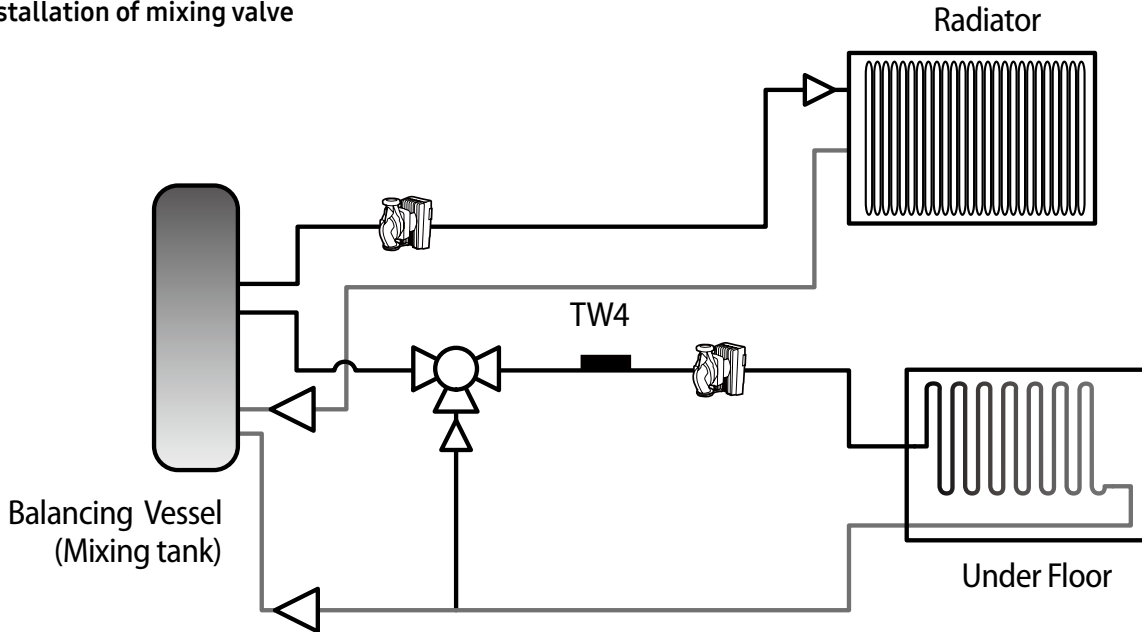 stallation of mixing valve
Radiator
TW4
Balancing Vessel
(Mixing tank)
Under Floor